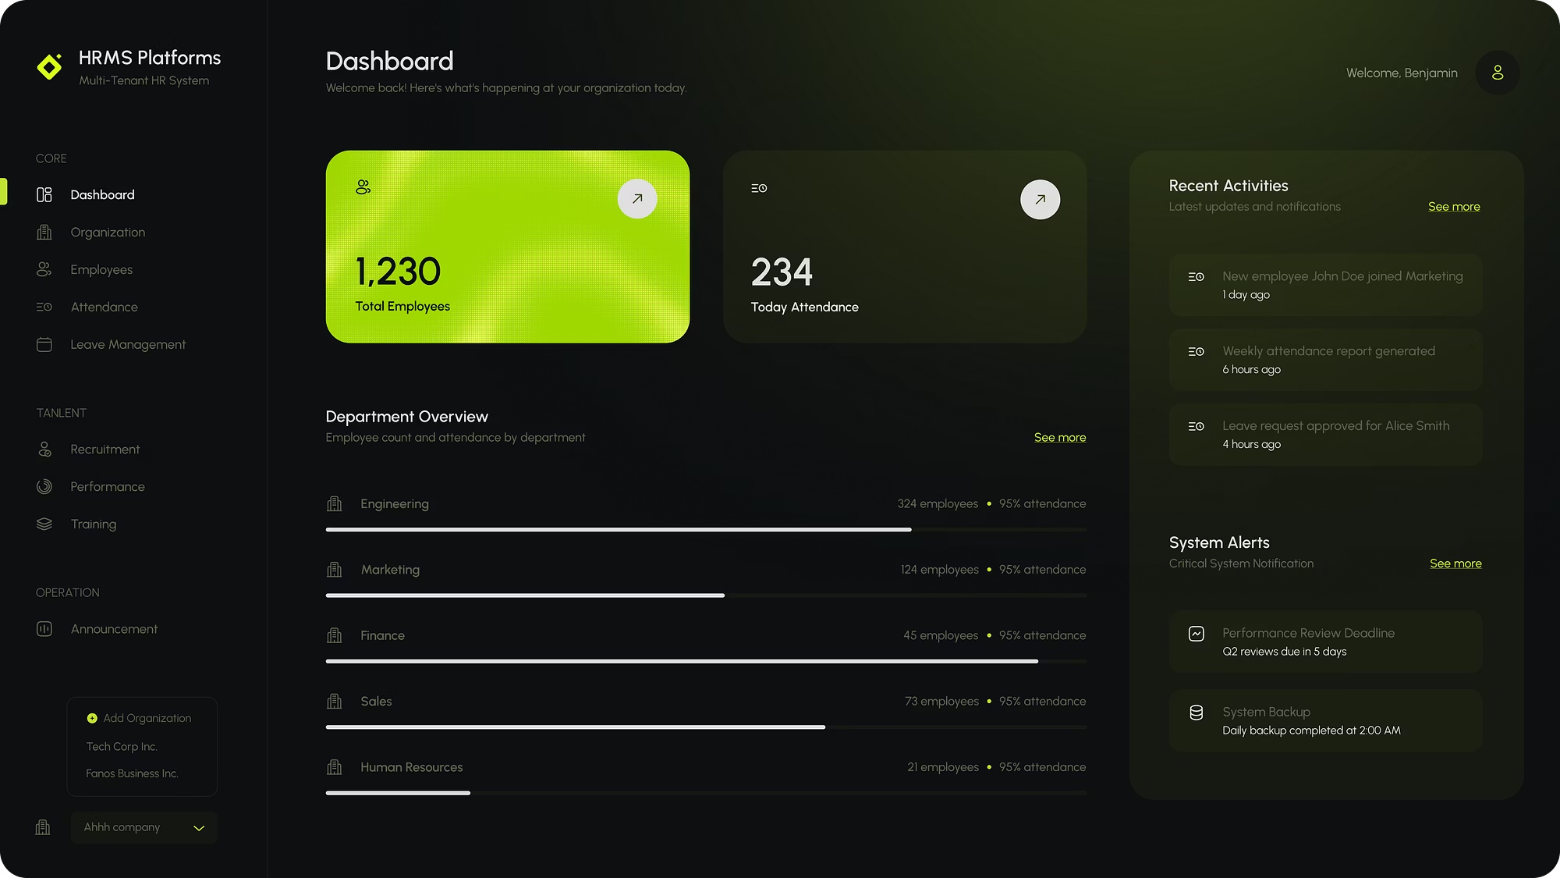 HRMS Platforms
Multi-Tenant HR System
CORE
Dashboard
Organization
Employees
Attendance
Leave Management
TANLENT
Recruitment
Performance
Training
OPERATION
Announcement
Add Organization
Tech Corp Inc.
Fanos Business Inc.
Ahhh company
Dashboard
Welcome back! Here's what's happening at your organization today.
Welcome, Benjamin
1,230
Total Employees
234
Today Attendance
Department Overview
Employee count and attendance by department
See more
Engineering
324 employees • 95% attendance
Marketing
124 employees • 95% attendance
Finance
45 employees • 95% attendance
Sales
73 employees • 95% attendance
Human Resources
21 employees • 95% attendance
Recent Activities
Latest updates and notifications
See more
New employee John Doe joined Marketing
1 day ago
Weekly attendance report generated
6 hours ago
Leave request approved for Alice Smith
4 hours ago
System Alerts
Critical System Notification
See more
Performance Review Deadline
Q2 reviews due in 5 days
System Backup
Daily backup completed at 2:00 AM